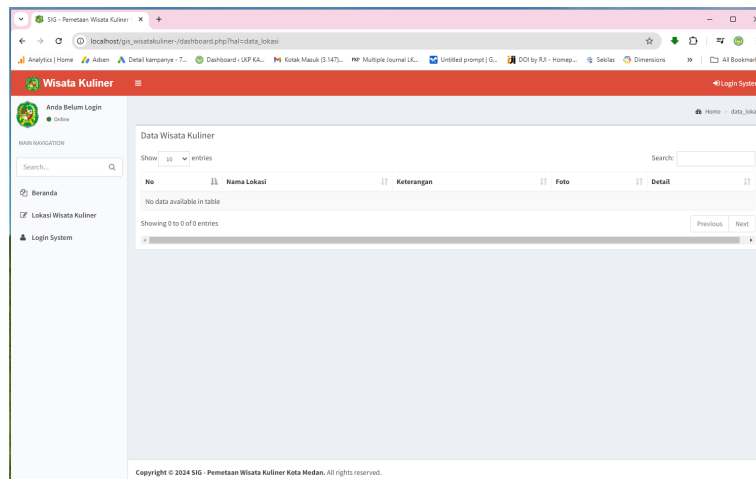 SIG - Pemetaan Wisata Kuliner
localhost/gis_wisatakuliner-/dashboard.php?hal=data_lokasi
Analytics | Home
Adsen
Detail kampanye - 7...
Dashboard ‹ LKP KA...
Kotak Masuk (3.147)...
PKP Multiple Journal LK...
Untitled prompt | G...
DOI by RJI - Homep...
Sekilas
Dimensions
»
All Bookmark
Wisata Kuliner
Login System
Anda Belum Login
Online
Home > data_loka
MAIN NAVIGATION
Search...
Beranda
Lokasi Wisata Kuliner
Login System
Data Wisata Kuliner
Show 10 entries
Search:
No Nama Lokasi Keterangan Foto Detail
No data available in table
Showing 0 to 0 of 0 entries
Previous Next
Copyright © 2024 SIG - Pemetaan Wisata Kuliner Kota Medan. All rights reserved.